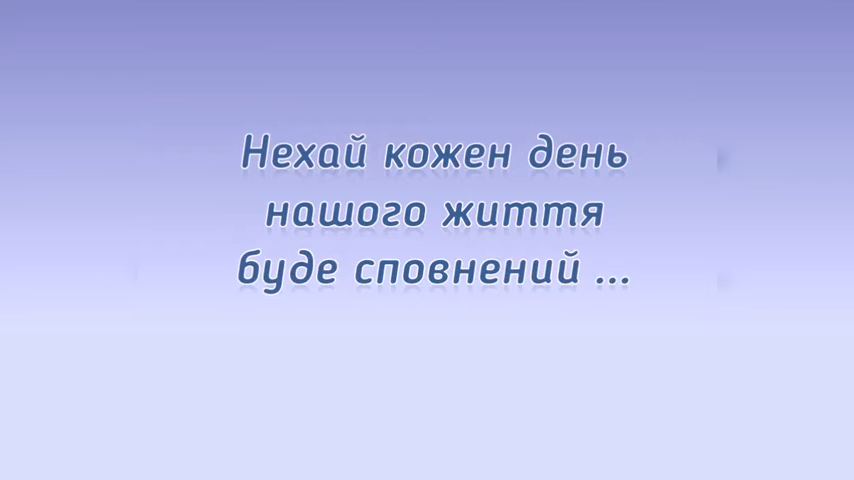 Нехай кожен день
нашого життя
буде сповнений ...